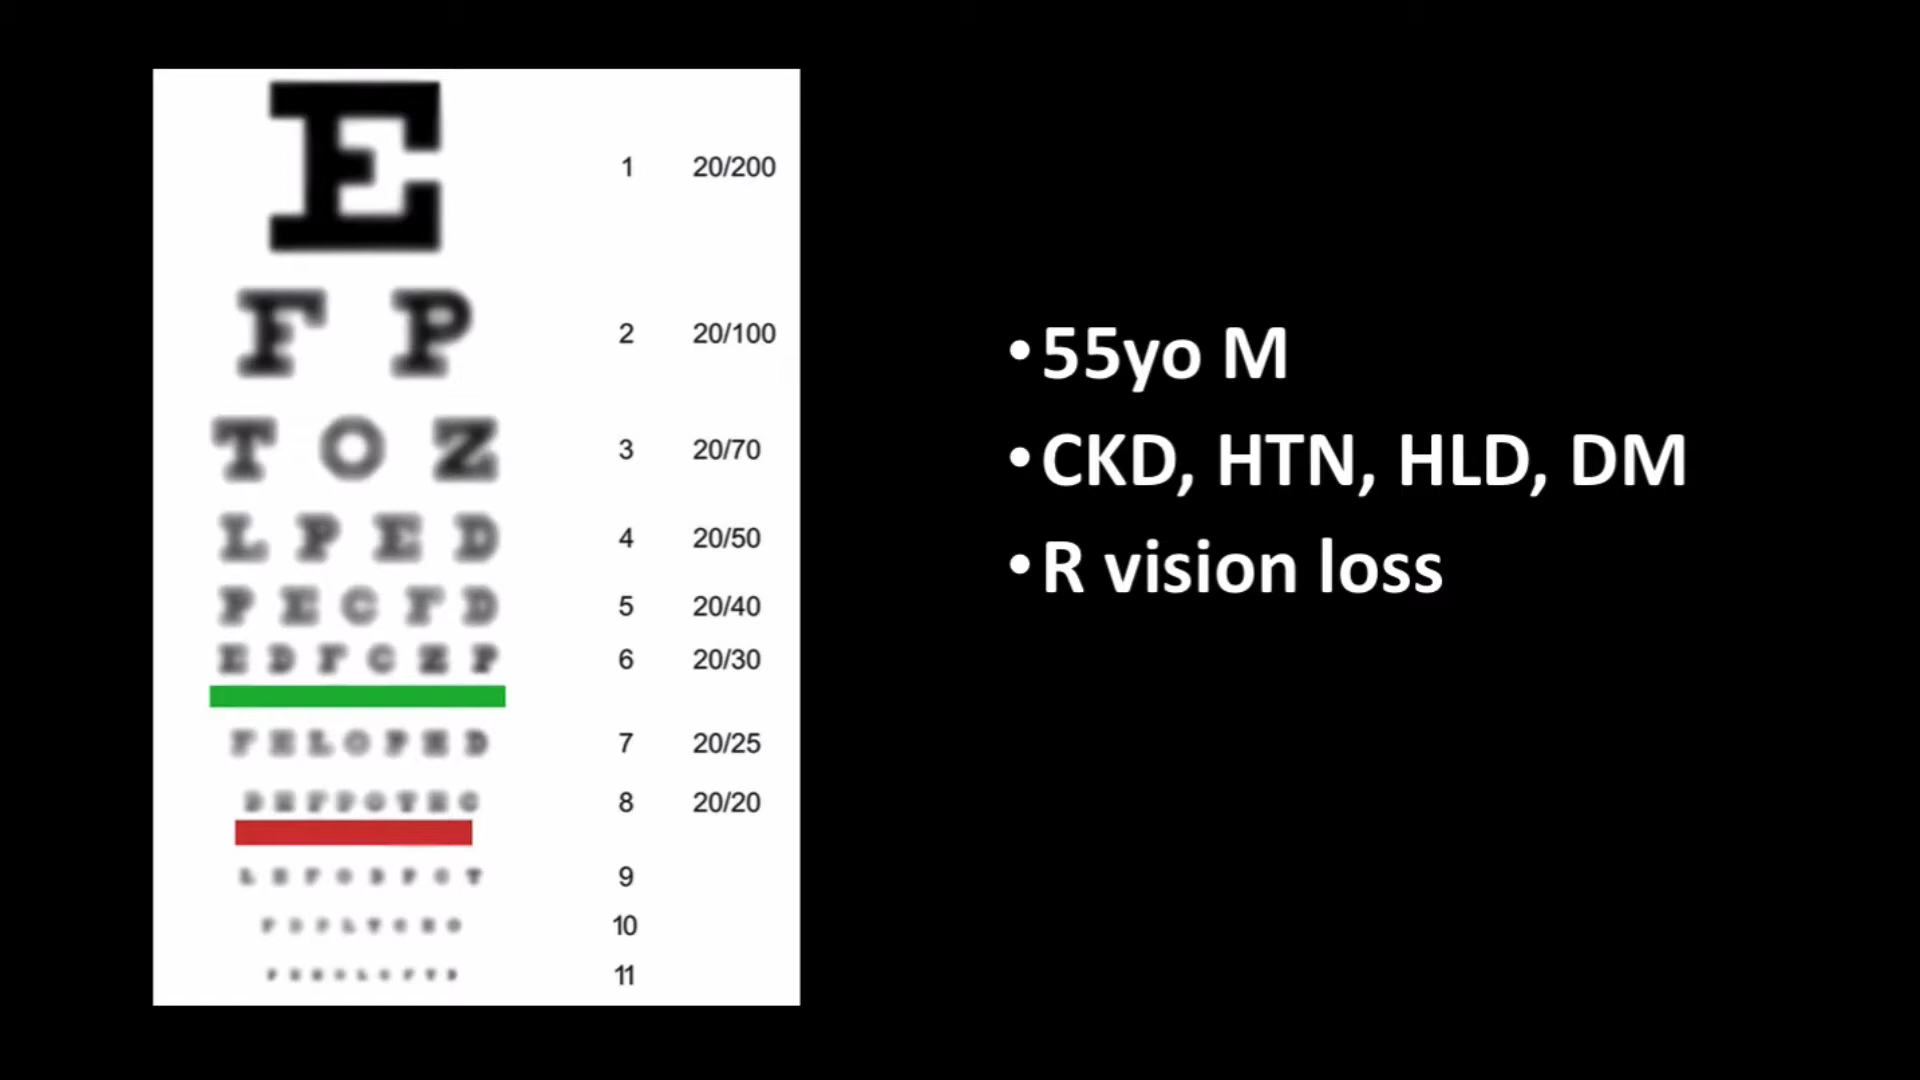 E 1 20/200
F P 2 20/100
T O Z 3 20/70
L P E D 4 20/50
P E C F D 5 20/40
E D F C Z P 6 20/30
F E L O P Z D 7 20/25
D E F P O T E C 8 20/20
9
10
11
•55yo M
•CKD, HTN, HLD, DM
•R vision loss